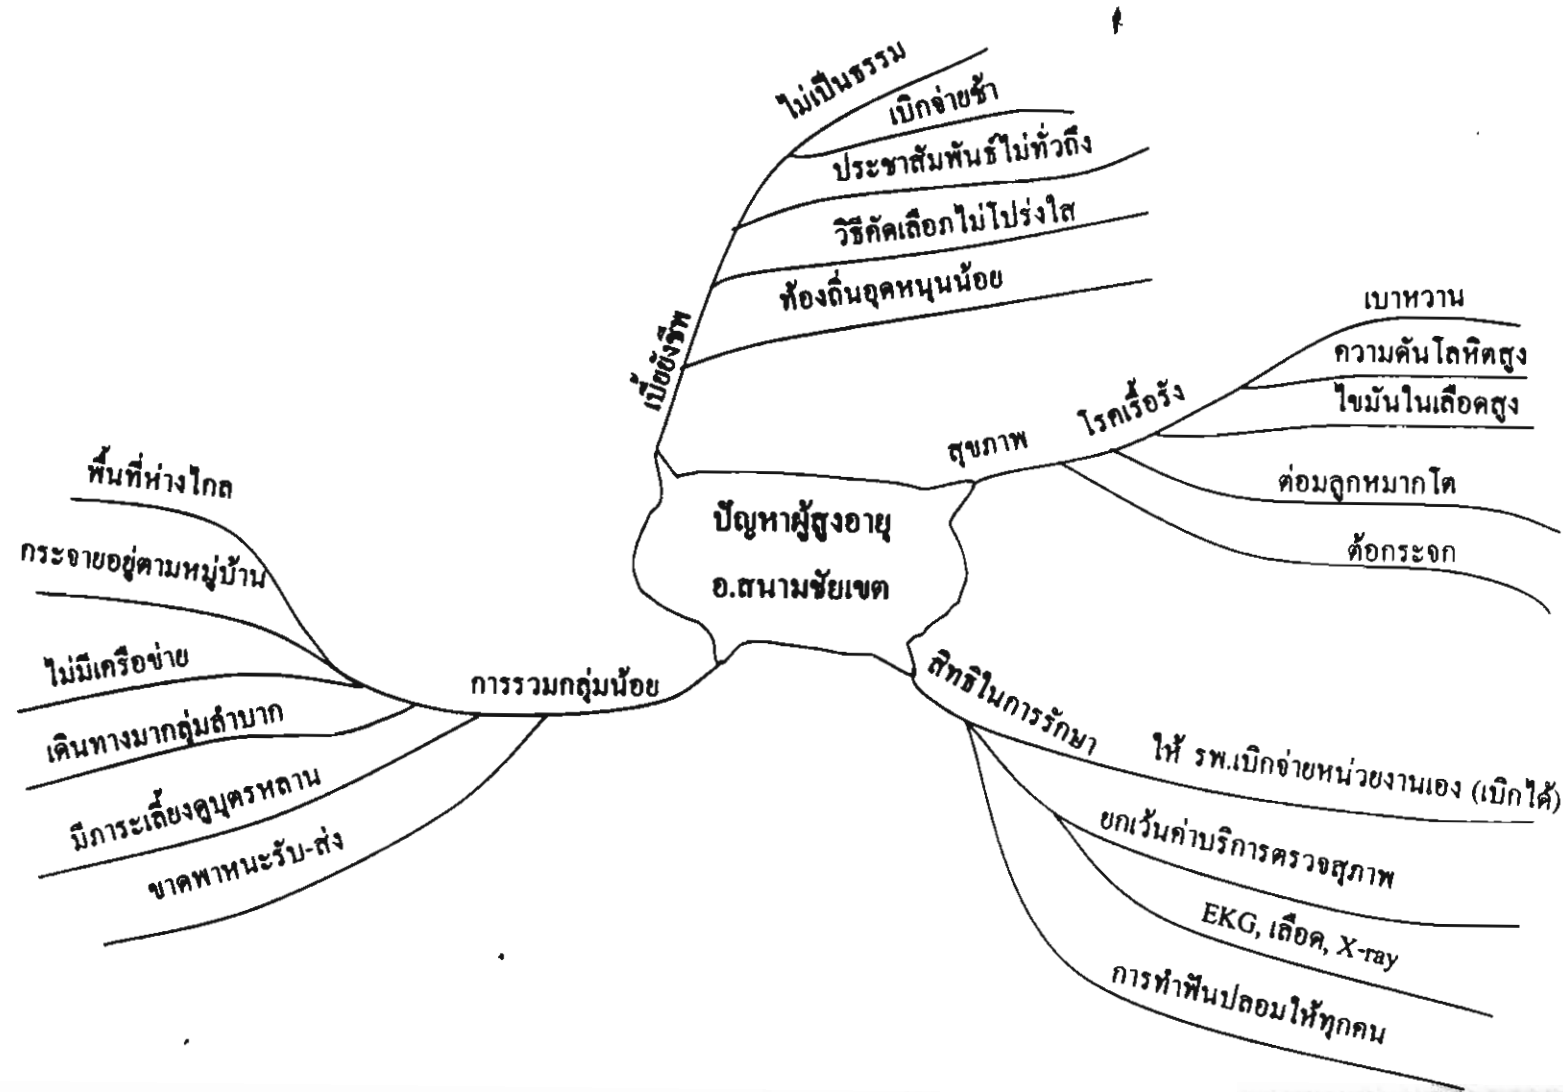 ปัญหาผู้สูงอายุ
อ.สนามชัยเขต
เบี้ยยังชีพ
ไม่เป็นธรรม
เบิกจ่ายช้า
ประชาสัมพันธ์ไม่ทั่วถึง
วิธีคัดเลือกไม่โปร่งใส
ท้องถิ่นอุดหนุนน้อย
สุขภาพ
โรคเรื้อรัง
เบาหวาน
ความดันโลหิตสูง
ไขมันในเลือดสูง
ต่อมลูกหมากโต
ต้อกระจก
สิทธิในการรักษา
ให้ รพ.เบิกจ่ายหน่วยงานเอง (เบิกได้)
ยกเว้นค่าบริการตรวจสุภาพ
EKG, เลือด, X-ray
การทำฟันปลอมให้ทุกคน
การรวมกลุ่มน้อย
พื้นที่ห่างไกล
กระจายอยู่ตามหมู่บ้าน
ไม่มีเครือข่าย
เดินทางมากลุ่มลำบาก
มีภาระเลี้ยงดูบุตรหลาน
ขาดพาหนะรับ-ส่ง